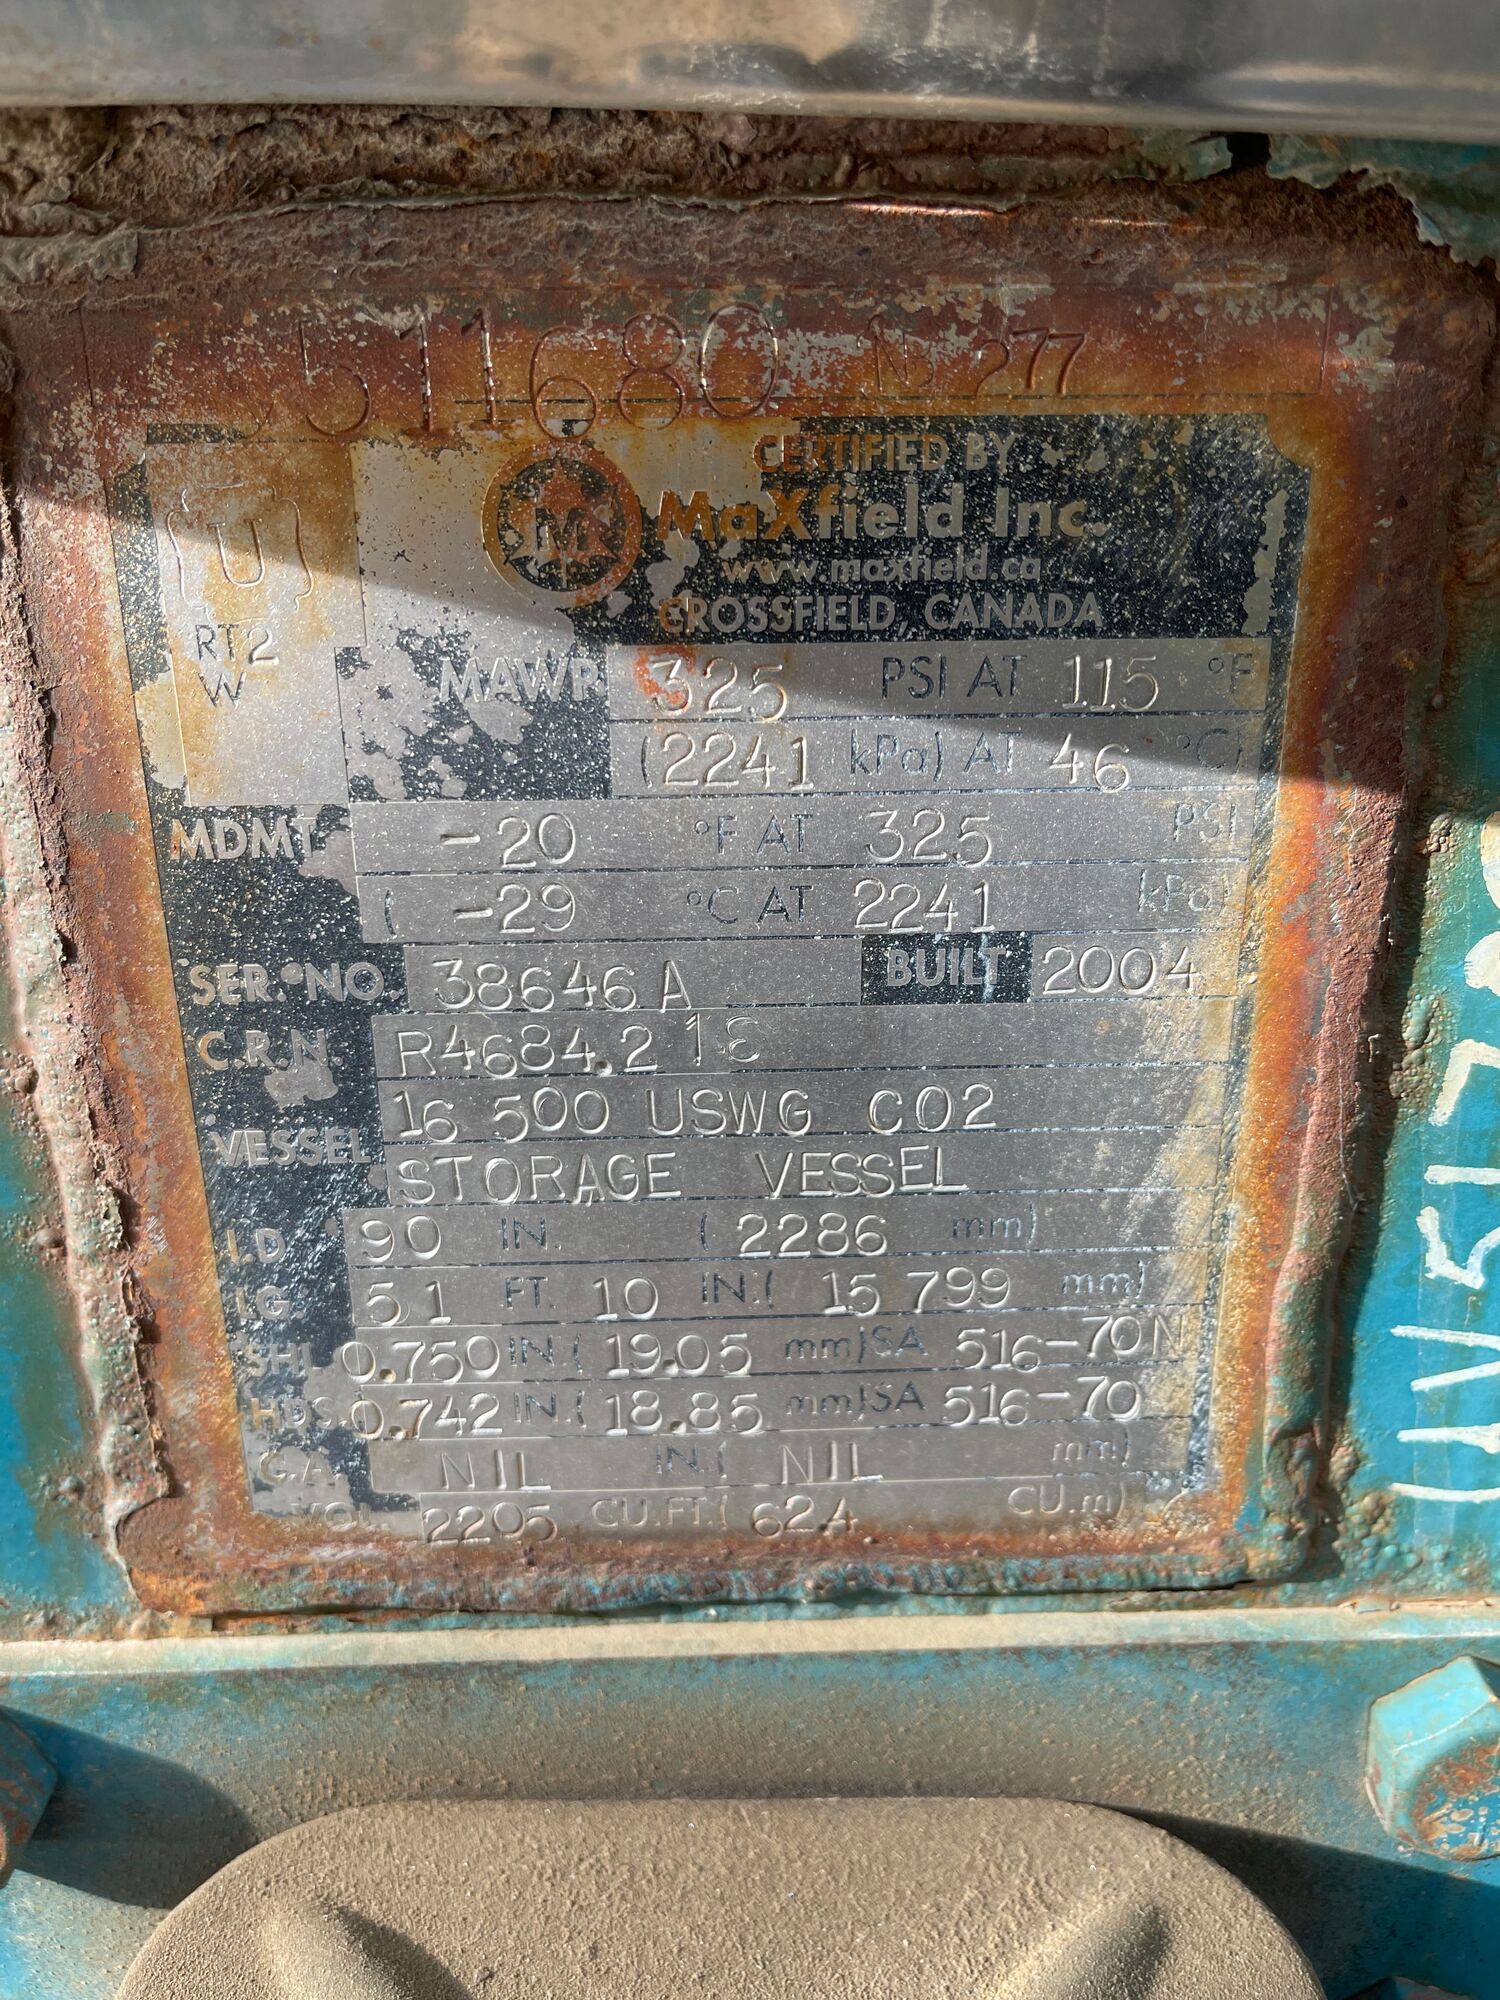 511680 NB 277
CERTIFIED BY
MaXfield Inc.
www.maxfield.ca
CROSSFIELD, CANADA
U
RT2
W
M
MAWP 325 PSI AT 115 °F
(2241 kPa) AT 46 °C)
MDMT -20 °F AT 325 PSI
( -29 °C AT 2241 kPa)
SER. NO. 38646A BUILT 2004
C.R.N. R4684.21
VESSEL 16 500 USWG CO2
STORAGE VESSEL
I.D 90 IN. ( 2286 mm)
LG. 51 FT. 10 IN.( 15 799 mm)
SHL 0.750 IN( 19.05 mm)SA 516-70N
HDS. 0.742 IN.( 18.85 mm)SA 516-70
C.A. NIL IN.( NIL mm)
VOL. 2205 CU.FT.( 62.4 CU.m)